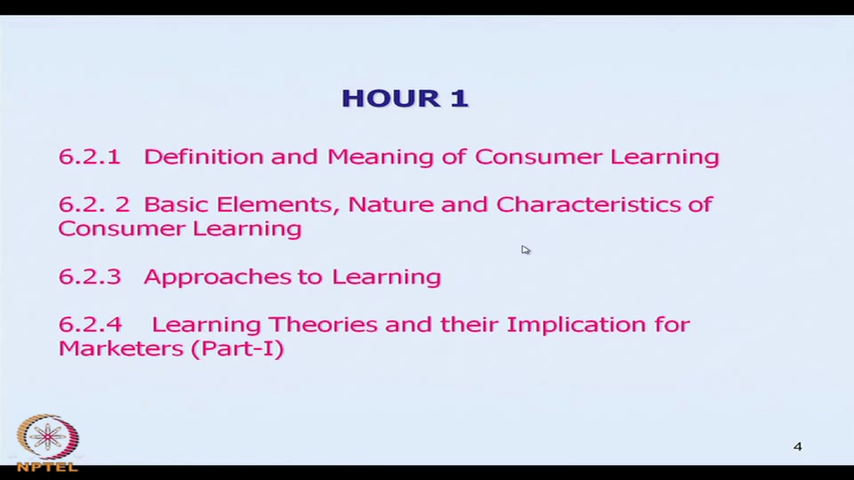 HOUR 1
6.2.1 Definition and Meaning of Consumer Learning
6.2. 2 Basic Elements, Nature and Characteristics of
Consumer Learning
6.2.3 Approaches to Learning
6.2.4 Learning Theories and their Implication for
Marketers (Part-I)
4
NPTEL